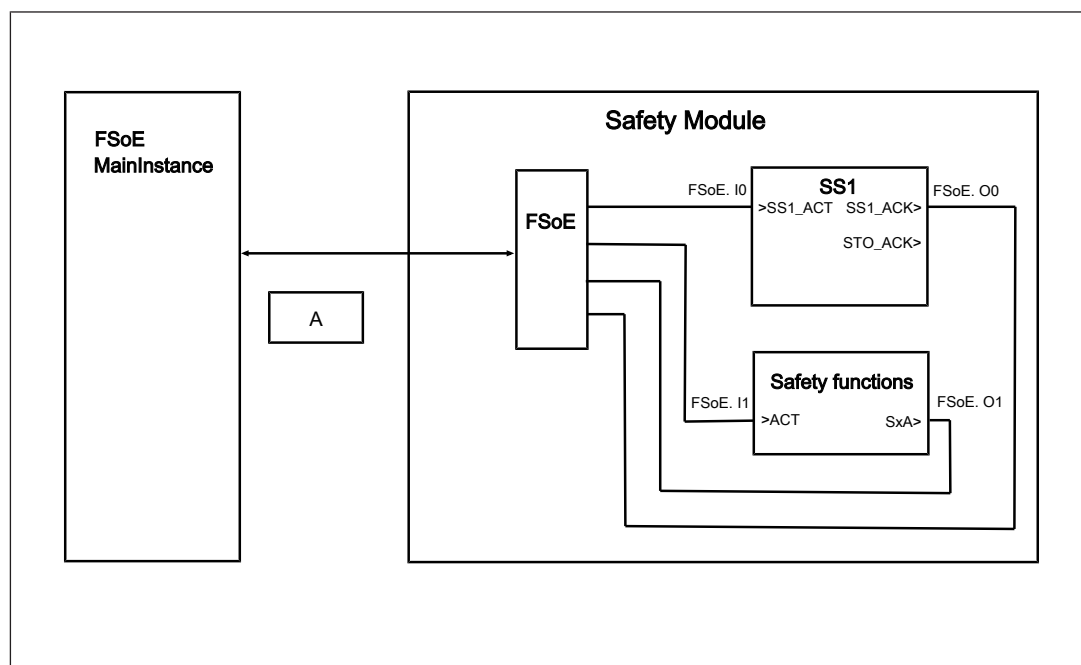 Safety Module
FSoE
MainInstance
FSoE. I0
SS1
FSoE. O0
>SS1_ACT SS1_ACK>
STO_ACK>
FSoE
A
Safety functions
FSoE. I1
FSoE. O1
>ACT
SxA>